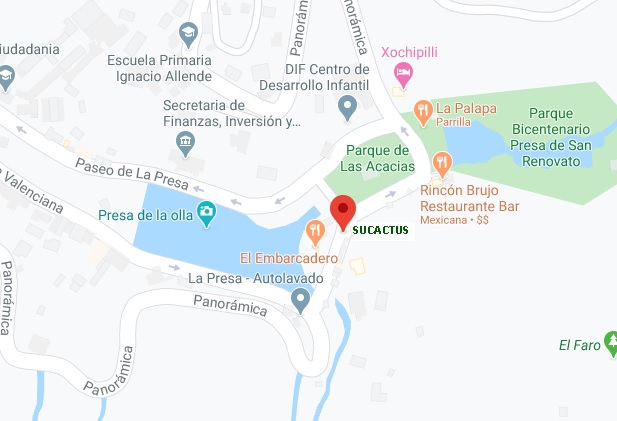 ciudadania
Escuela Primaria
Ignacio Allende
Panorámica
Panorámica
Xochipilli
DIF Centro de
Desarrollo Infantil
Secretaria de
Finanzas, Inversión y...
La Palapa
Parrilla
Parque
Bicentenario
Presa de San
Renovato
Parque de
Las Acacias
Paseo de La Presa
Rincón Brujo
Restaurante Bar
Mexicana • $$
Valenciana
Presa de la olla
SUCACTUS
El Embarcadero
La Presa - Autolavado
Panorámica
Panorámica
Panorámica
El Faro